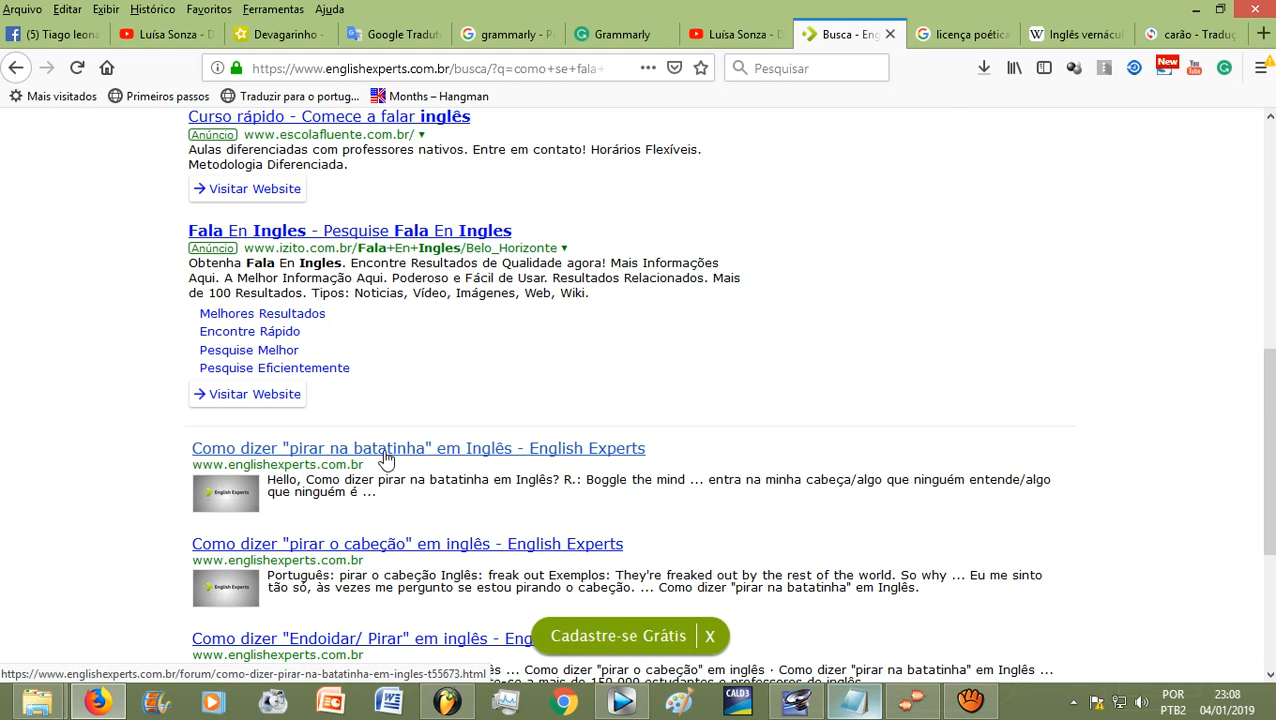 Arquivo Editar Exibir Histórico Favoritos Ferramentas Ajuda
(5) Tiago leona
Luísa Sonza - D
Devagarinho -
Google Tradut
grammarly - Pe
Grammarly
Luísa Sonza - D
Busca - Eng
licença poética
Inglês vernácul
carão - Traduç
https://www.englishexperts.com.br/busca/?q=como+se+fala+
Pesquisar
New
You
Mais visitados
Primeiros passos
Traduzir para o portug...
Months – Hangman
Curso rápido - Comece a falar inglês
Anúncio www.escolafluente.com.br/
Aulas diferenciadas com professores nativos. Entre em contato! Horários Flexíveis.
Metodologia Diferenciada.
Visitar Website
Fala En Ingles - Pesquise Fala En Ingles
Anúncio www.izito.com.br/Fala+En+Ingles/Belo_Horizonte
Obtenha Fala En Ingles. Encontre Resultados de Qualidade agora! Mais Informações
Aqui. A Melhor Informação Aqui. Poderoso e Fácil de Usar. Resultados Relacionados. Mais
de 100 Resultados. Tipos: Noticias, Vídeo, Imágenes, Web, Wiki.
Melhores Resultados
Encontre Rápido
Pesquise Melhor
Pesquise Eficientemente
Visitar Website
Como dizer "pirar na batatinha" em Inglês - English Experts
www.englishexperts.com.br
English Experts
Hello, Como dizer pirar na batatinha em Inglês? R.: Boggle the mind ... entra na minha cabeça/algo que ninguém entende/algo
que ninguém é ...
Como dizer "pirar o cabeção" em inglês - English Experts
www.englishexperts.com.br
English Experts
Português: pirar o cabeção Inglês: freak out Exemplos: They're freaked out by the rest of the world. So why ... Eu me sinto
tão só, às vezes me pergunto se estou pirando o cabeção. ... Como dizer "pirar na batatinha" em Inglês.
Cadastre-se Grátis X
Como dizer "Endoidar/ Pirar" em inglês - Eng
www.englishexperts.com.br
ês ... Como dizer "pirar o cabeção" em inglês · Como dizer "pirar na batatinha" em Inglês ...
https://www.englishexperts.com.br/forum/como-dizer-pirar-na-batatinha-em-ingles-t55673.html
CALD3
POR
PTB2
23:08
04/01/2019